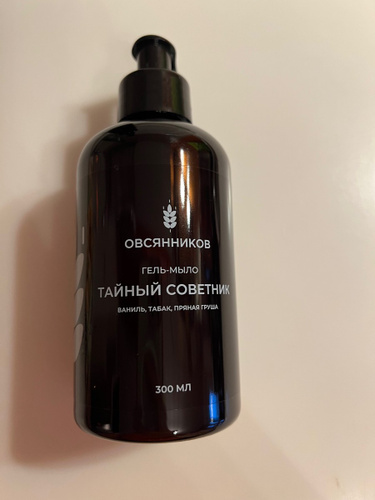 ОВСЯННИКОВ
ГЕЛЬ-МЫЛО
ТАЙНЫЙ СОВЕТНИК
ВАНИЛЬ, ТАБАК, ПРЯНАЯ ГРУША
300 МЛ